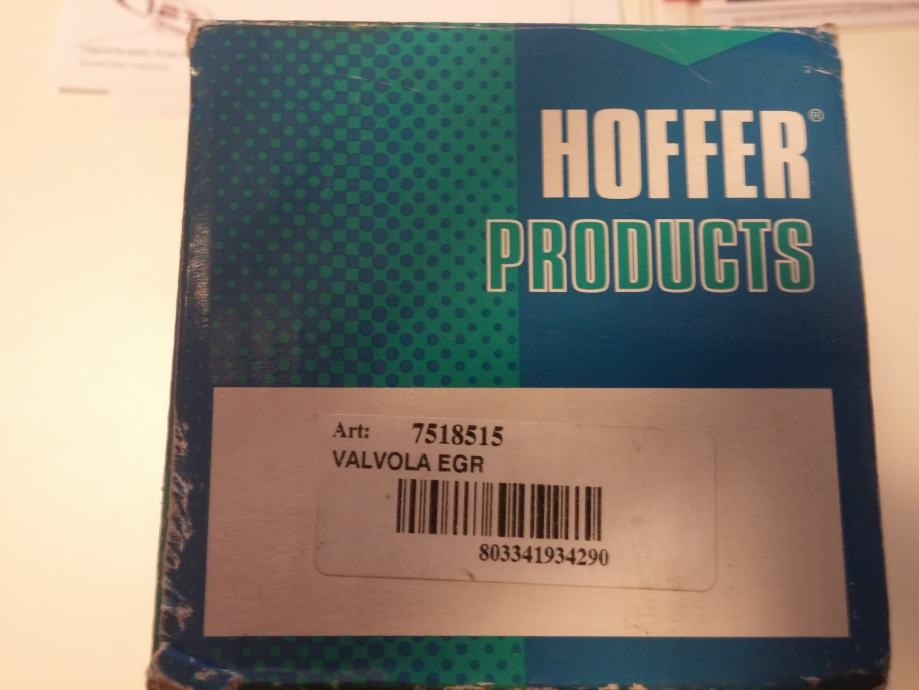 HOFFER®
PRODUCTS
Art: 7518515
VALVOLA EGR
803341934290